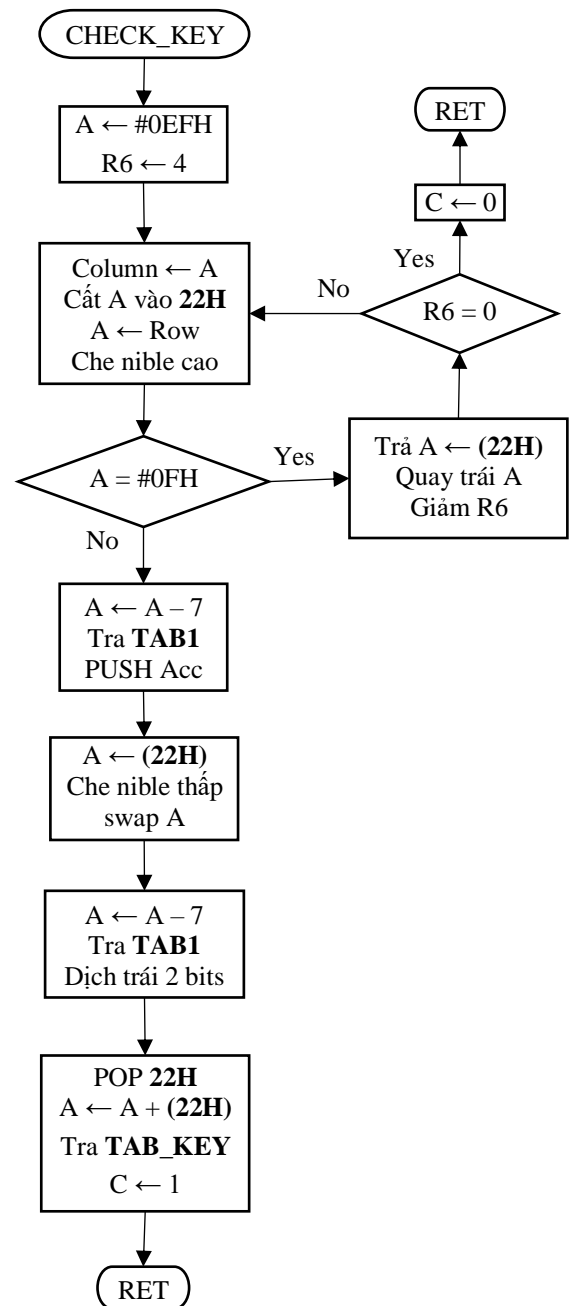 CHECK_KEY
A ← #0EFH
R6 ← 4
Column ← A
Cất A vào 22H
A ← Row
Che nible cao
A = #0FH
Yes
No
Trả A ← (22H)
Quay trái A
Giảm R6
R6 = 0
No
Yes
C ← 0
RET
A ← A – 7
Tra TAB1
PUSH Acc
A ← (22H)
Che nible thấp
swap A
A ← A – 7
Tra TAB1
Dịch trái 2 bits
POP 22H
A ← A + (22H)
Tra TAB_KEY
C ← 1
RET